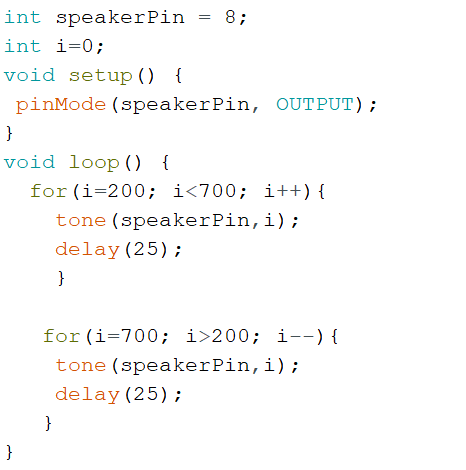 int speakerPin = 8;
int i=0;
void setup() {
pinMode(speakerPin, OUTPUT);
}
void loop() {
for(i=200; i<700; i++){
tone(speakerPin,i);
delay(25);
}
for(i=700; i>200; i--){
tone(speakerPin,i);
delay(25);
}
}